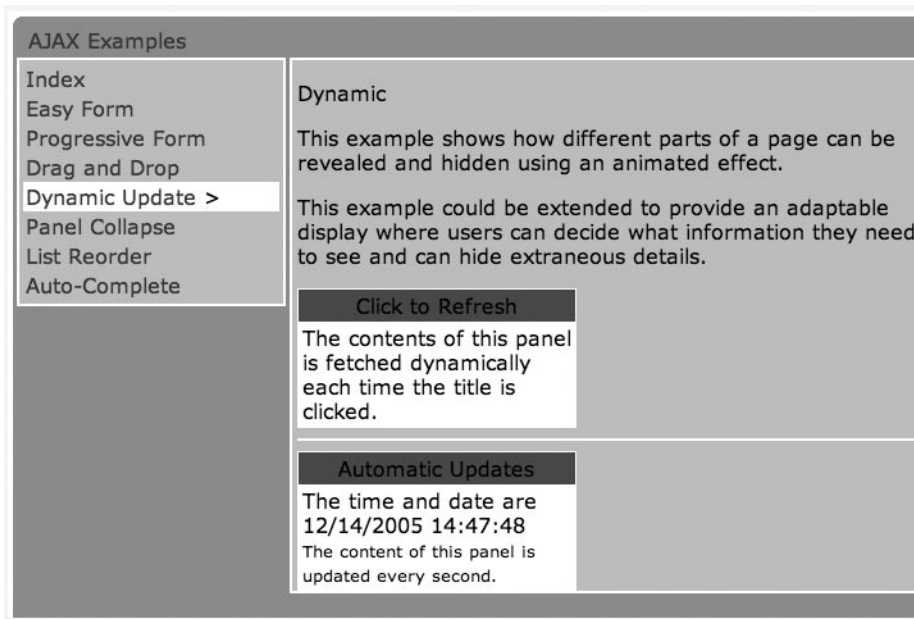 AJAX Examples
Index
Easy Form
Progressive Form
Drag and Drop
Dynamic Update >
Panel Collapse
List Reorder
Auto-Complete
Dynamic
This example shows how different parts of a page can be
revealed and hidden using an animated effect.
This example could be extended to provide an adaptable
display where users can decide what information they need
to see and can hide extraneous details.
Click to Refresh
The contents of this panel
is fetched dynamically
each time the title is
clicked.
Automatic Updates
The time and date are
12/14/2005 14:47:48
The content of this panel is
updated every second.